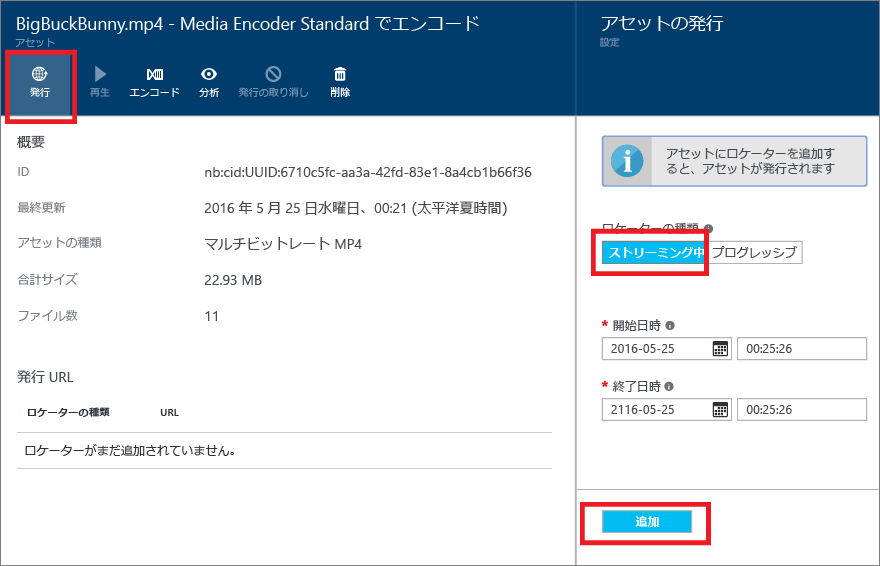 BigBuckBunny.mp4 - Media Encoder Standard でエンコード
アセット
発行
再生
エンコード
分析
発行の取り消し
削除
概要
ID
nb:cid:UUID:6710c5fc-aa3a-42fd-83e1-8a4cb1b66f36
最終更新
2016 年 5 月 25 日水曜日、00:21 (太平洋夏時間)
アセットの種類
マルチビットレート MP4
合計サイズ
22.93 MB
ファイル数
11
発行 URL
ロケーターの種類
URL
ロケーターがまだ追加されていません。
アセットの発行
設定
アセットにロケーターを追加す
ると、アセットが発行されます
ロケーターの種類
ストリーミング中
プログレッシブ
* 開始日時
2016-05-25
00:25:26
* 終了日時
2116-05-25
00:25:26
追加